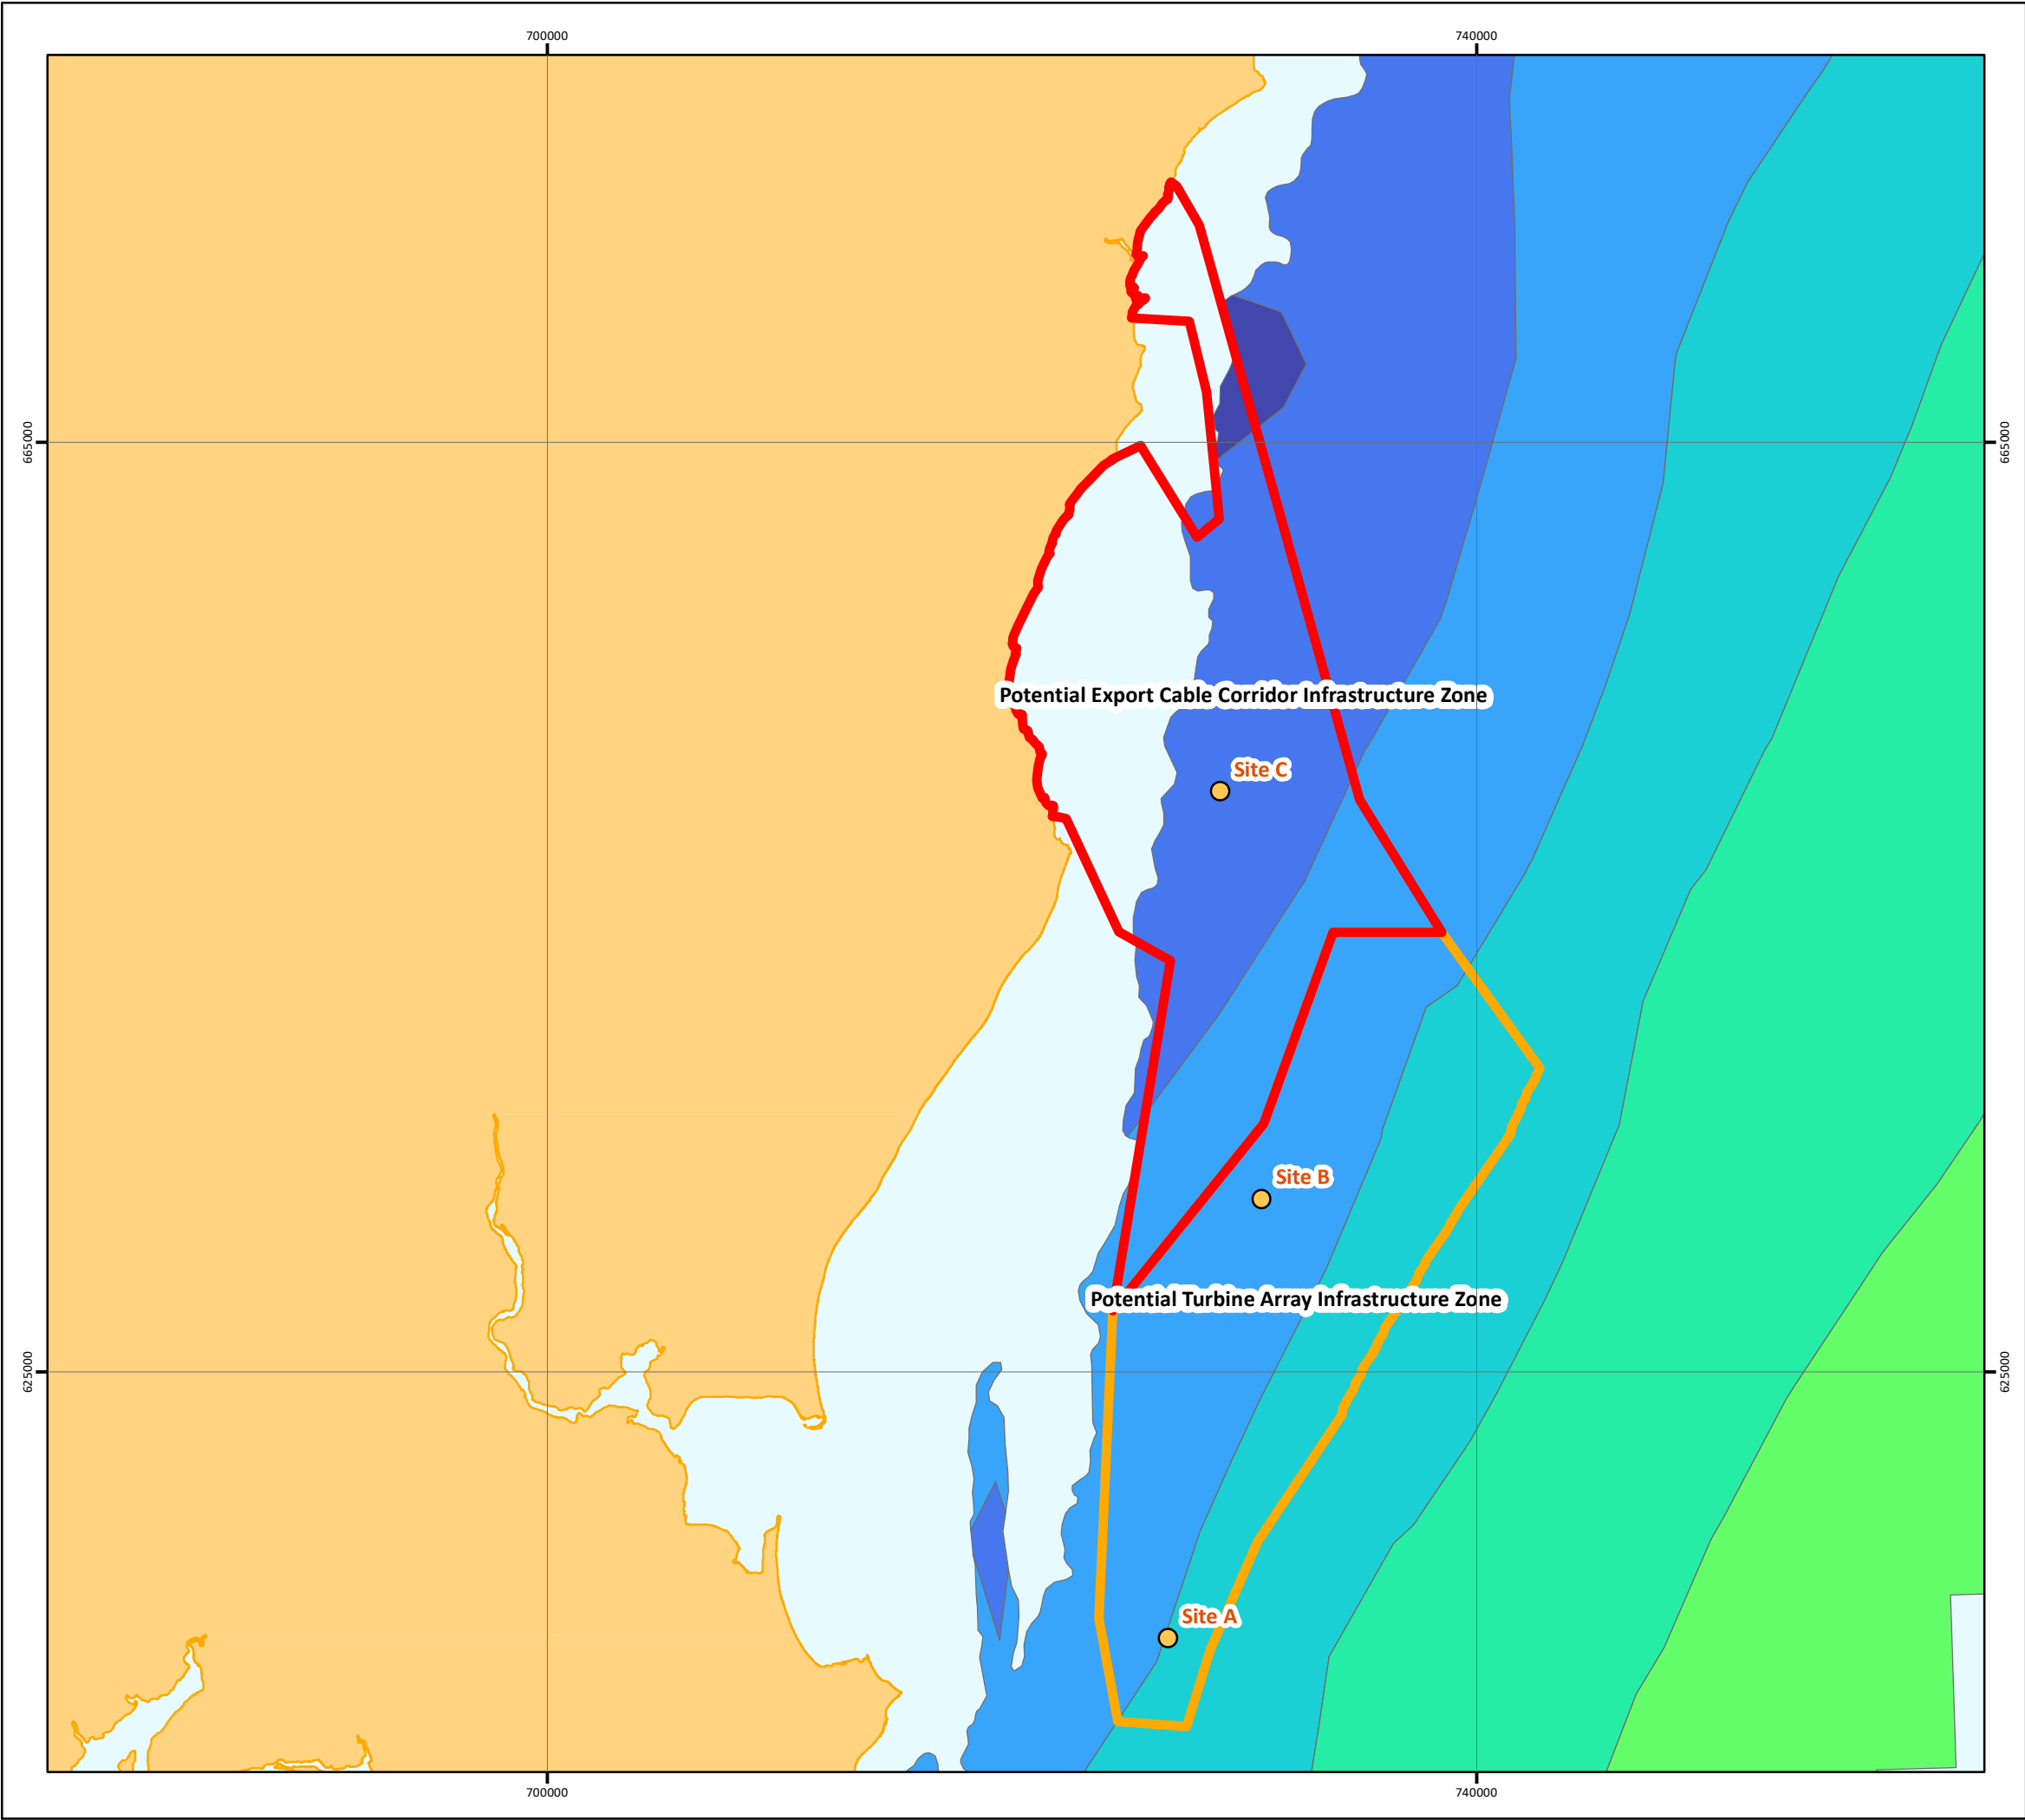 700000 740000
665000 665000
Potential Export Cable Corridor Infrastructure Zone
Site C
Site B
Potential Turbine Array Infrastructure Zone
625000 625000
Site A
700000 740000